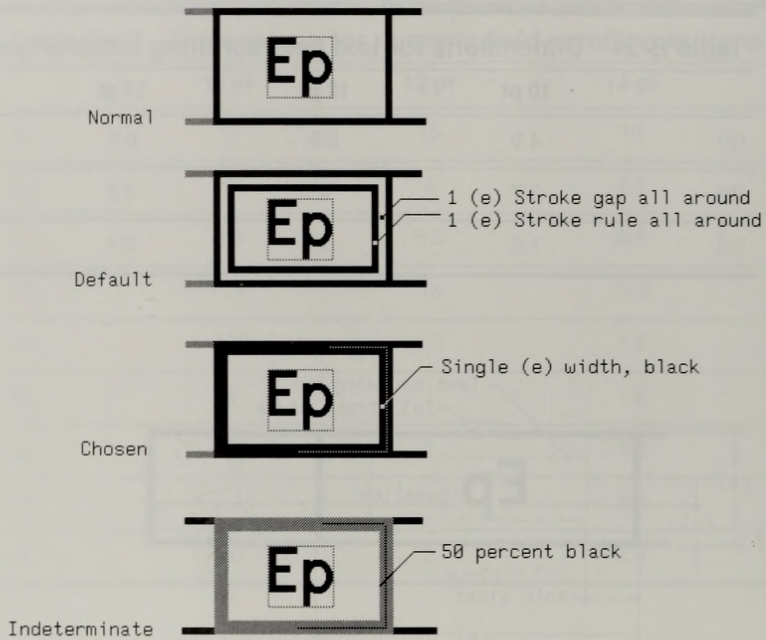 Ep
Normal
Ep
1 (e) Stroke gap all around
1 (e) Stroke rule all around
Default
Ep
Single (e) width, black
Chosen
Ep
50 percent black
Indeterminate